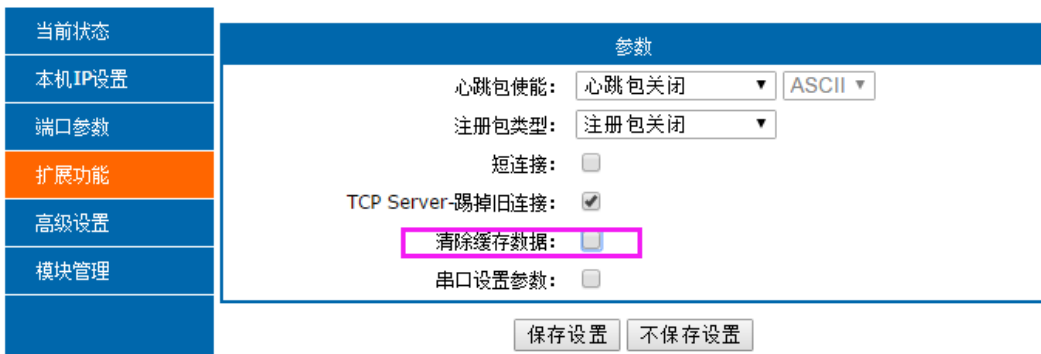 当前状态
本机IP设置
端口参数
扩展功能
高级设置
模块管理
参数
心跳包使能: 心跳包关闭 ASCII
注册包类型: 注册包关闭
短连接:
TCP Server-踢掉旧连接:
清除缓存数据:
串口设置参数:
保存设置 不保存设置